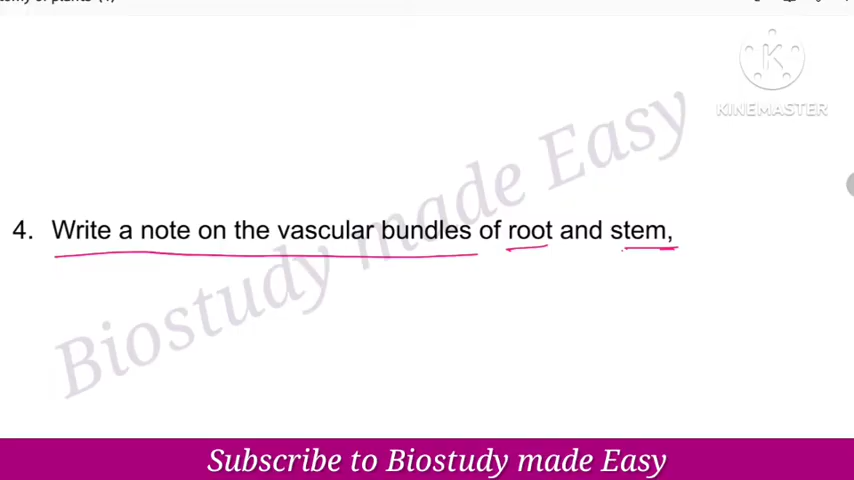 KINEMASTER
Biostudy made Easy
4. Write a note on the vascular bundles of root and stem,
Subscribe to Biostudy made Easy